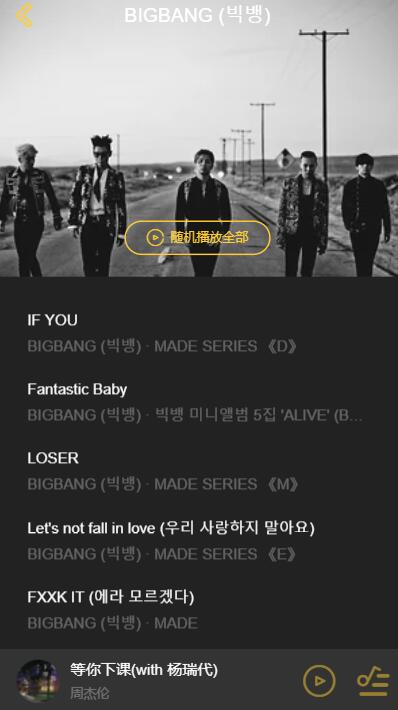 BIGBANG (빅뱅)
随机播放全部
IF YOU
BIGBANG (빅뱅) · MADE SERIES 《D》
Fantastic Baby
BIGBANG (빅뱅) · 빅뱅 미니앨범 5집 'ALIVE' (B...
LOSER
BIGBANG (빅뱅) · MADE SERIES 《M》
Let's not fall in love (우리 사랑하지 말아요)
BIGBANG (빅뱅) · MADE SERIES 《E》
FXXK IT (에라 모르겠다)
BIGBANG (빅뱅) · MADE
等你下课(with 杨瑞代)
周杰伦